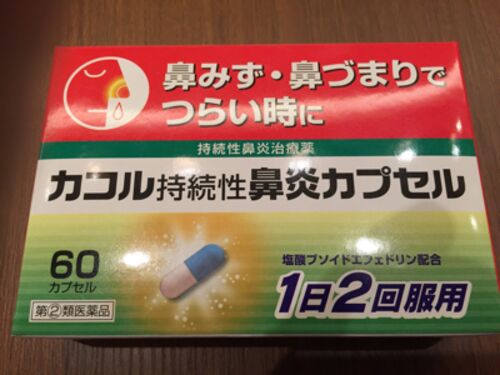 鼻みず・鼻づまりで
つらい時に
持続性鼻炎治療薬
カコル持続性鼻炎カプセル
60
カプセル
塩酸プソイドエフェドリン配合
1日2回服用
指②類医薬品